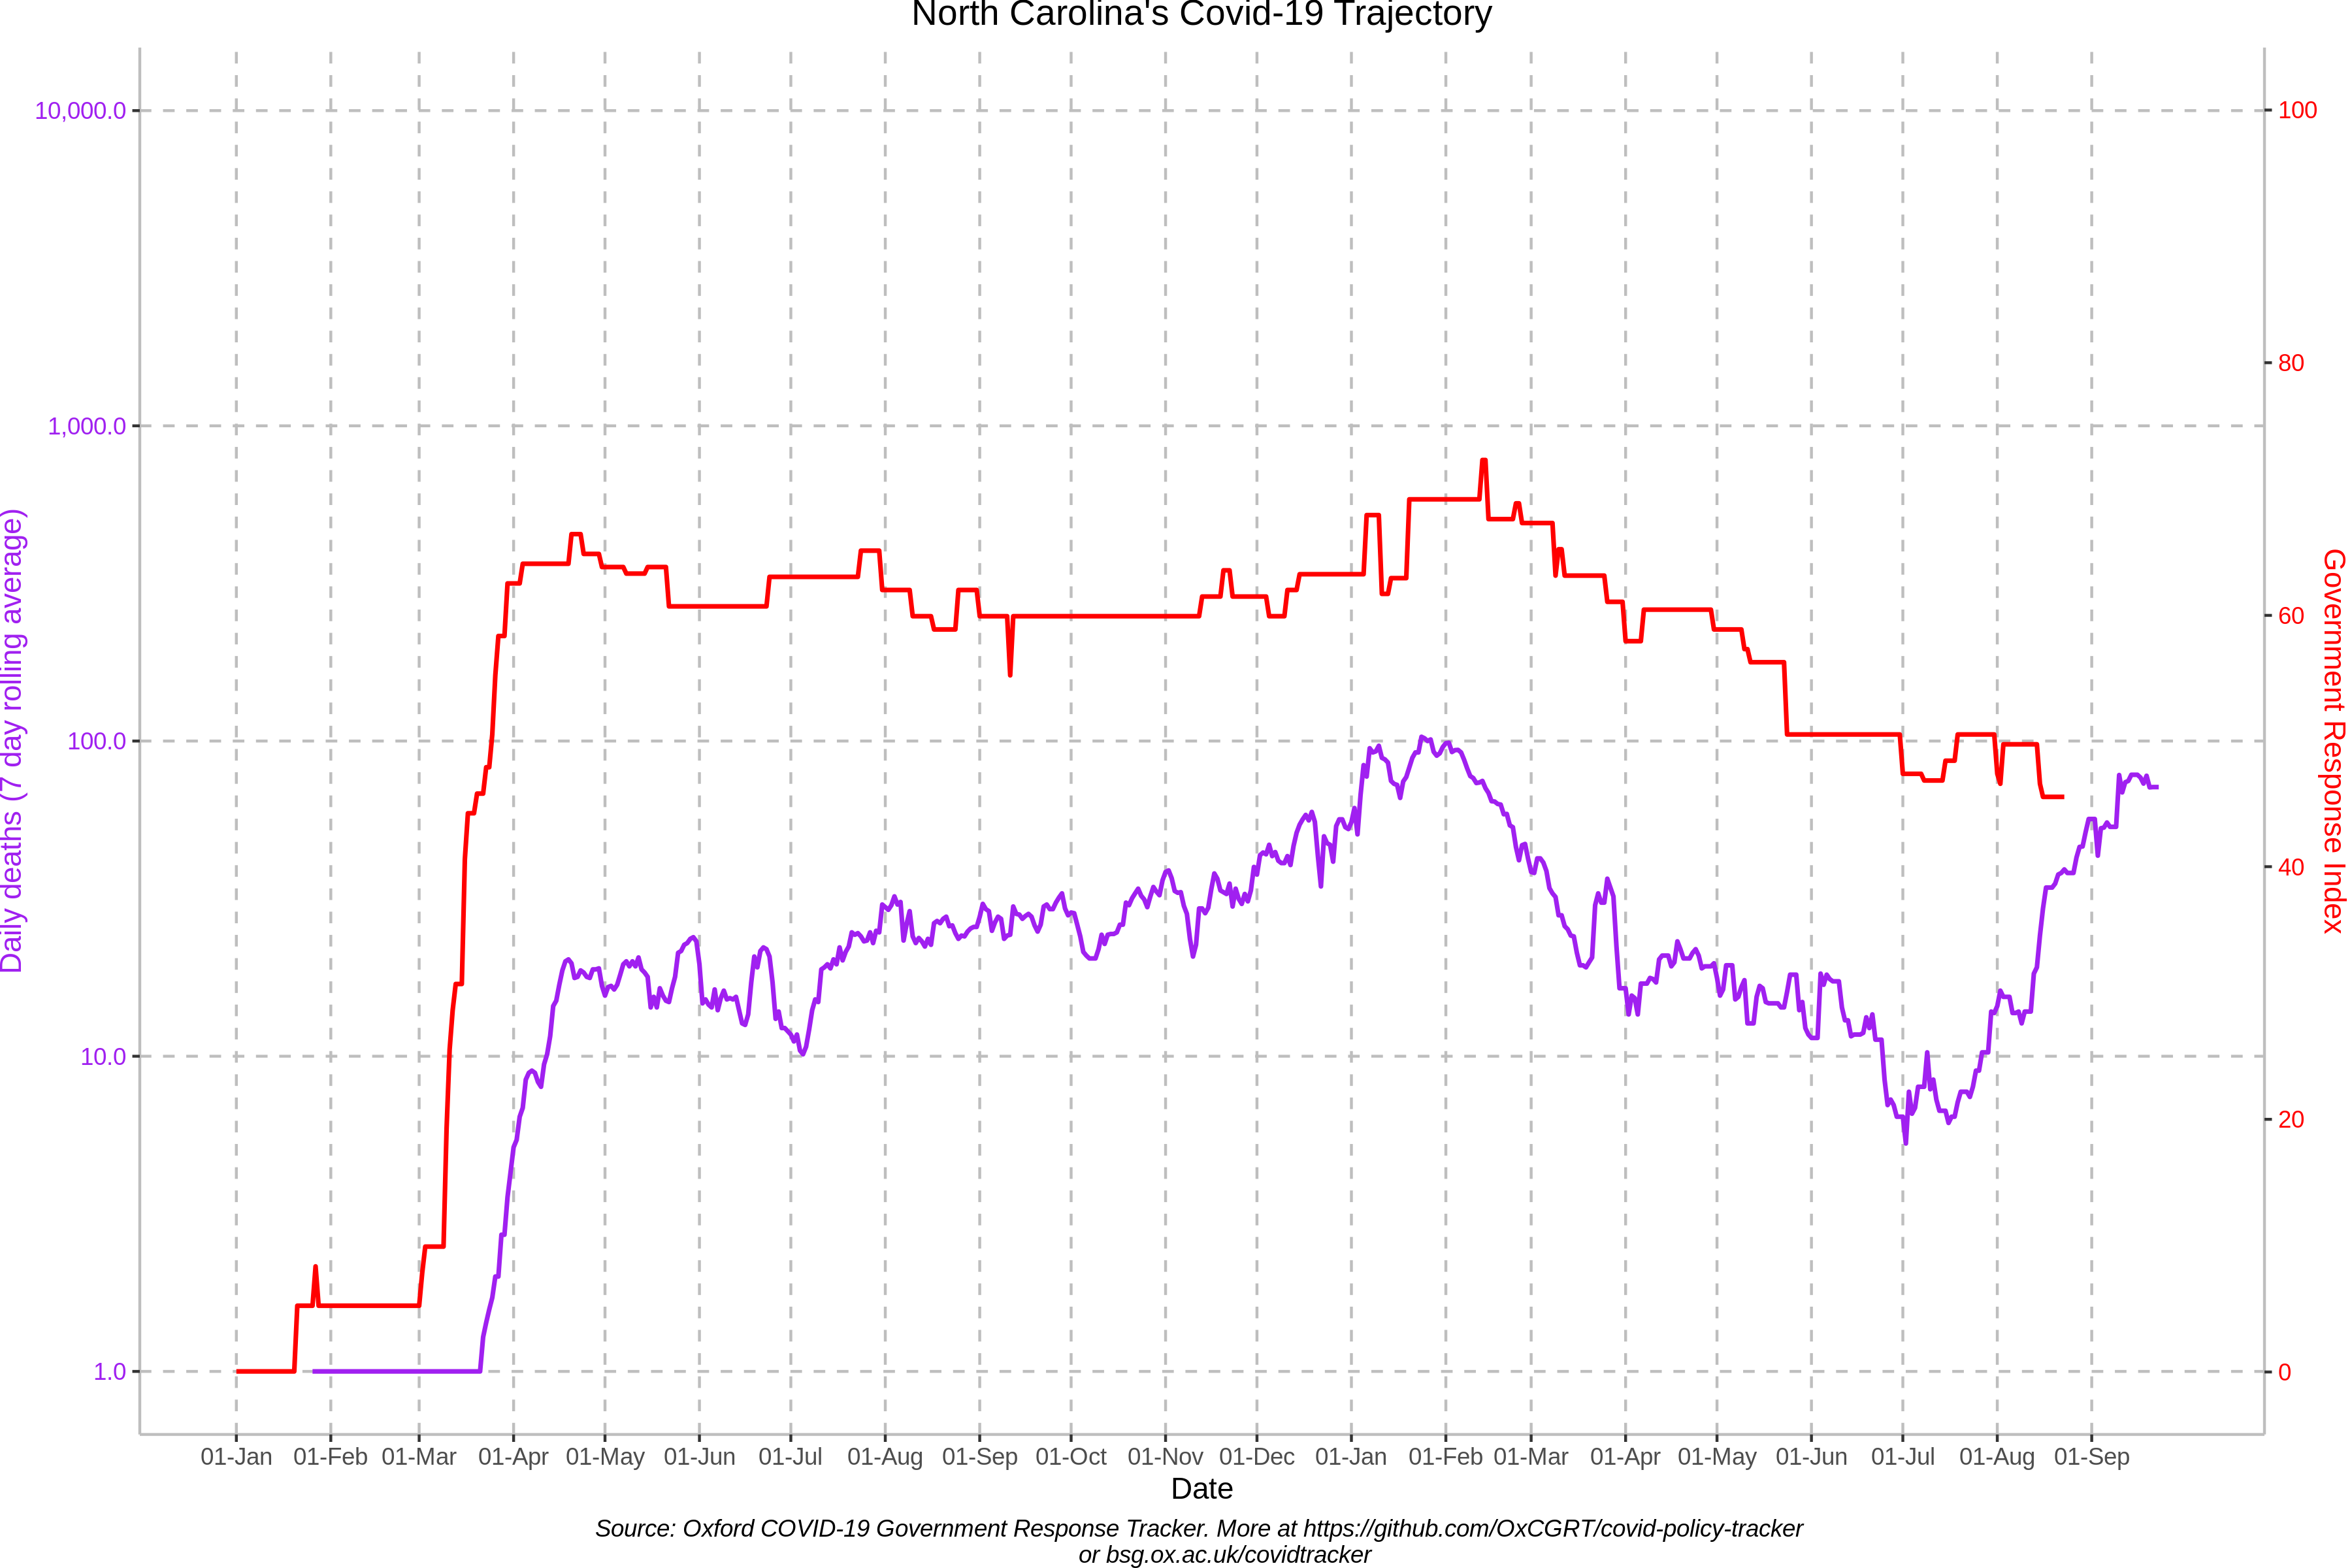 North Carolina's Covid-19 Trajectory
10,000.0
1,000.0
100.0
10.0
1.0
Daily deaths (7 day rolling average)
100
80
60
40
20
0
Government Response Index
01-Jan 01-Feb 01-Mar 01-Apr 01-May 01-Jun 01-Jul 01-Aug 01-Sep 01-Oct 01-Nov 01-Dec 01-Jan 01-Feb 01-Mar 01-Apr 01-May 01-Jun 01-Jul 01-Aug 01-Sep
Date
Source: Oxford COVID-19 Government Response Tracker. More at https://github.com/OxCGRT/covid-policy-tracker
or bsg.ox.ac.uk/covidtracker